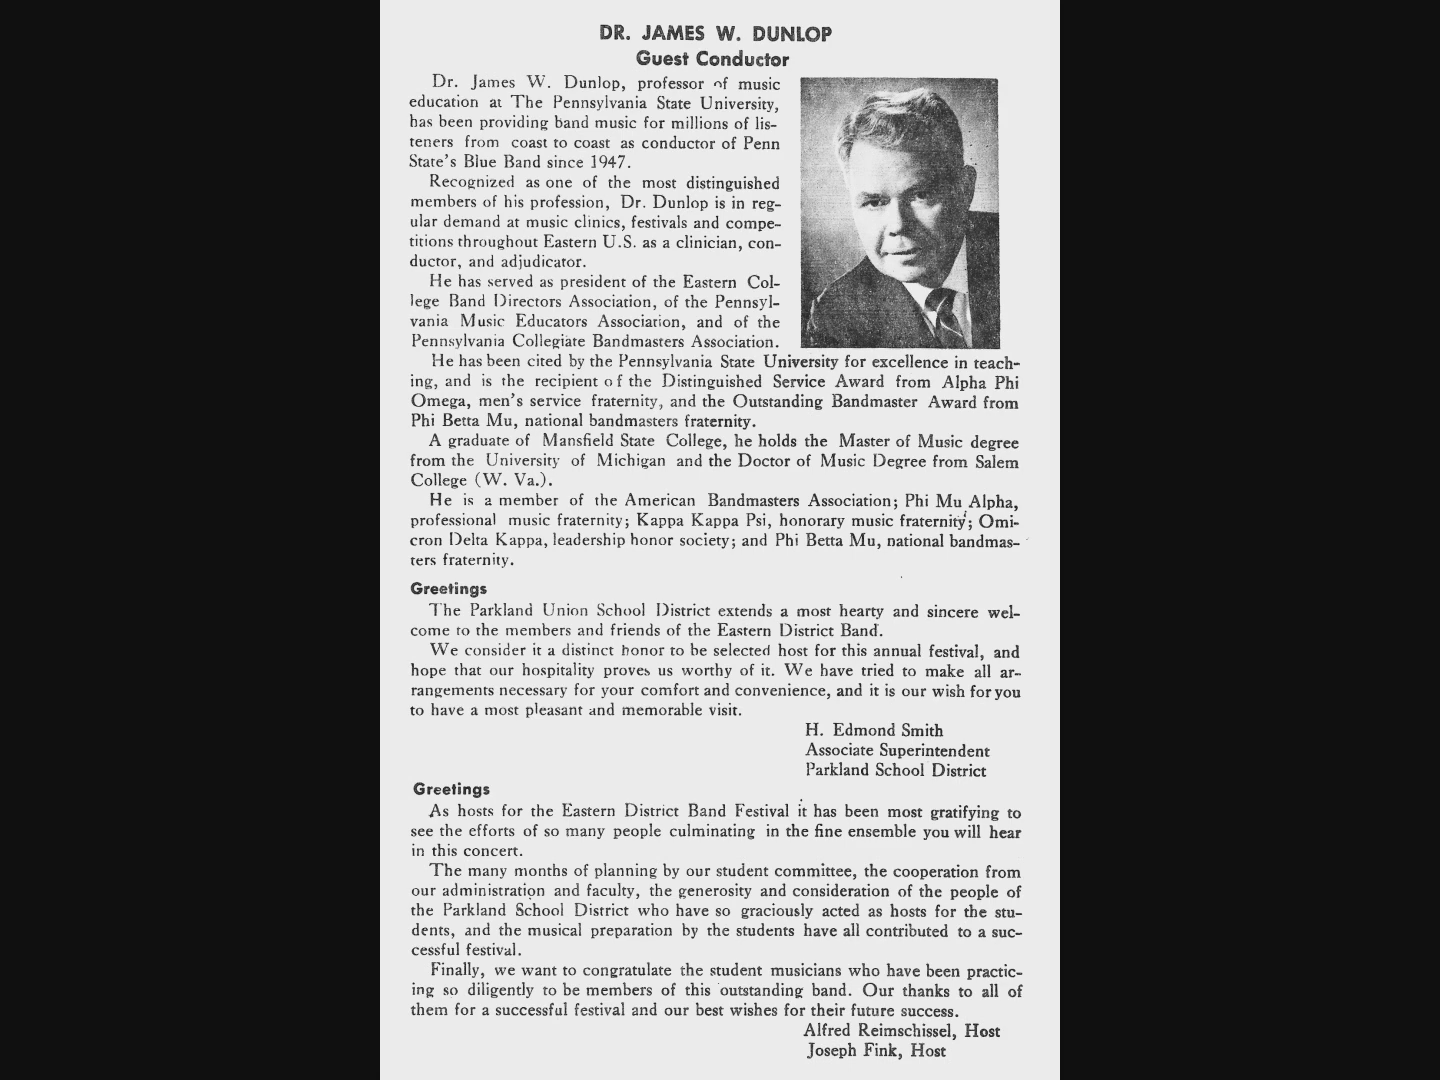 DR. JAMES W. DUNLOP
Guest Conductor
Dr. James W. Dunlop, professor of music
education at The Pennsylvania State University,
has been providing band music for millions of lis-
teners from coast to coast as conductor of Penn
State's Blue Band since 1947.
Recognized as one of the most distinguished
members of his profession, Dr. Dunlop is in reg-
ular demand at music clinics, festivals and compe-
titions throughout Eastern U.S. as a clinician, con-
ductor, and adjudicator.
He has served as president of the Eastern Col-
lege Band Directors Association, of the Pennsyl-
vania Music Educators Association, and of the
Pennsylvania Collegiate Bandmasters Association.
He has been cited by the Pennsylvania State University for excellence in teach-
ing, and is the recipient of the Distinguished Service Award from Alpha Phi
Omega, men's service fraternity, and the Outstanding Bandmaster Award from
Phi Betta Mu, national bandmasters fraternity.
A graduate of Mansfield State College, he holds the Master of Music degree
from the University of Michigan and the Doctor of Music Degree from Salem
College (W. Va.).
He is a member of the American Bandmasters Association; Phi Mu Alpha,
professional music fraternity; Kappa Kappa Psi, honorary music fraternity; Omi-
cron Delta Kappa, leadership honor society; and Phi Betta Mu, national bandmas-
ters fraternity.
Greetings
The Parkland Union School District extends a most hearty and sincere wel-
come to the members and friends of the Eastern District Band.
We consider it a distinct honor to be selected host for this annual festival, and
hope that our hospitality proves us worthy of it. We have tried to make all ar-
rangements necessary for your comfort and convenience, and it is our wish for you
to have a most pleasant and memorable visit.
H. Edmond Smith
Associate Superintendent
Parkland School District
Greetings
As hosts for the Eastern District Band Festival it has been most gratifying to
see the efforts of so many people culminating in the fine ensemble you will hear
in this concert.
The many months of planning by our student committee, the cooperation from
our administration and faculty, the generosity and consideration of the people of
the Parkland School District who have so graciously acted as hosts for the stu-
dents, and the musical preparation by the students have all contributed to a suc-
cessful festival.
Finally, we want to congratulate the student musicians who have been practic-
ing so diligently to be members of this outstanding band. Our thanks to all of
them for a successful festival and our best wishes for their future success.
Alfred Reimschissel, Host
Joseph Fink, Host